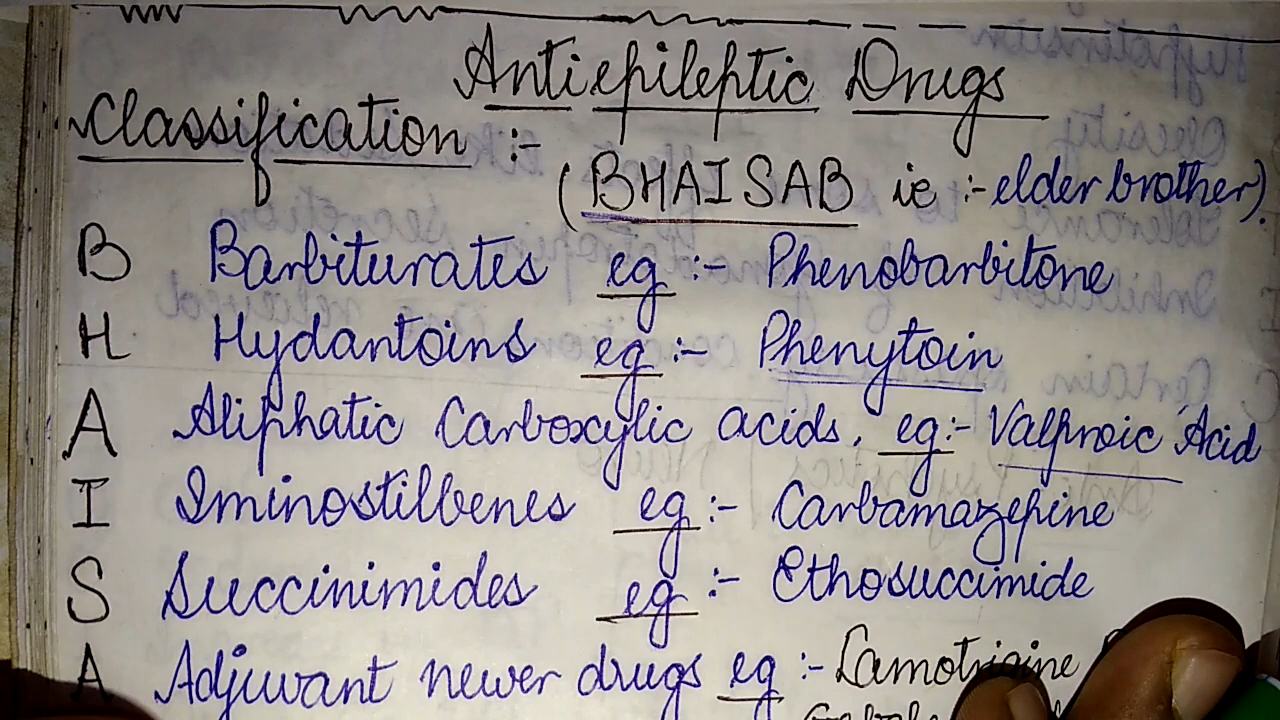 Antiepileptic Drugs
Classification :-
(BHAISAB ie :- elder brother).
B Barbiturates eg :- Phenobarbitone
H Hydantoins eg :- Phenytoin
A Aliphatic Carboxylic acids. eg :- Valproic Acid
I Iminostilbenes eg :- Carbamazepine
S Succinimides eg :- Ethosuccimide
A Adjuvant newer drugs eg :- Lamotrigine